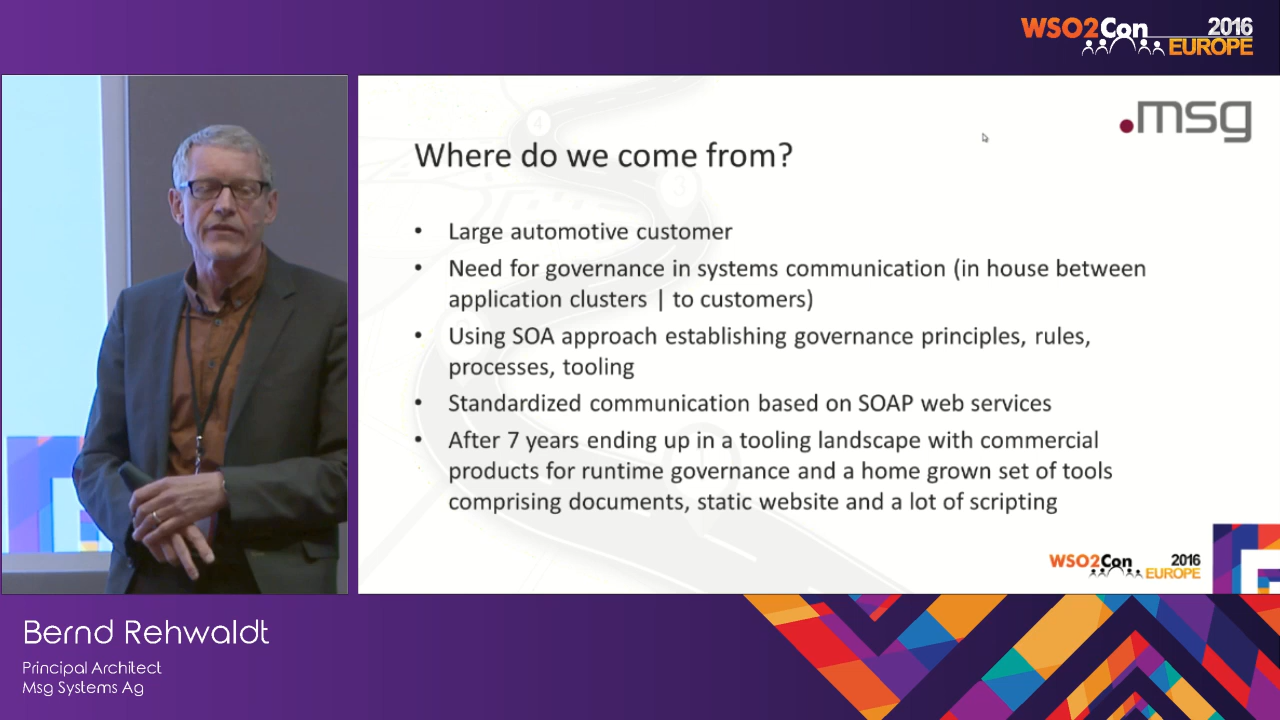 WSO2Con 2016
EUROPE
.msg
Where do we come from?
• Large automotive customer
• Need for governance in systems communication (in house between
application clusters | to customers)
• Using SOA approach establishing governance principles, rules,
processes, tooling
• Standardized communication based on SOAP web services
• After 7 years ending up in a tooling landscape with commercial
products for runtime governance and a home grown set of tools
comprising documents, static website and a lot of scripting
WSO2Con 2016
EUROPE
Bernd Rehwaldt
Principal Architect
Msg Systems Ag